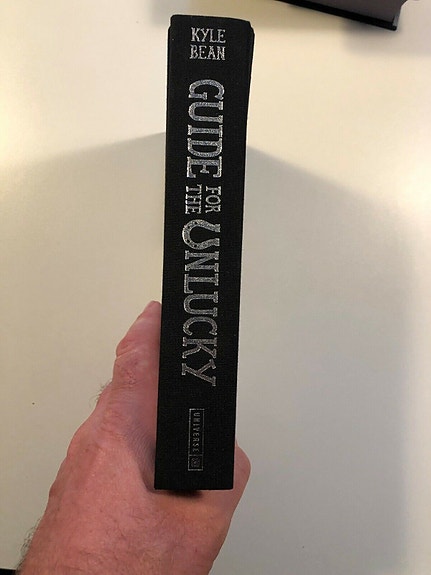 KYLE
BEAN
GUIDE
FOR
THE
UNLUCKY
UNIVERSE